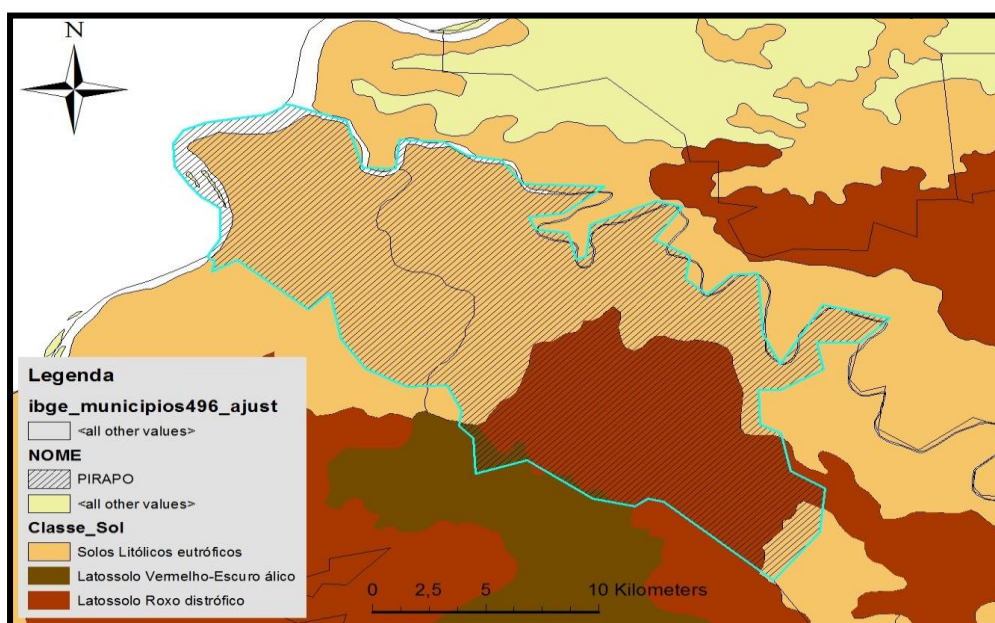 N
Legenda
ibge_municipios496_ajust
<all other values>
NOME
PIRAPO
<all other values>
Classe_Sol
Solos Litólicos eutróficos
Latossolo Vermelho-Escuro álico
Latossolo Roxo distrófico
0 2,5 5 10 Kilometers